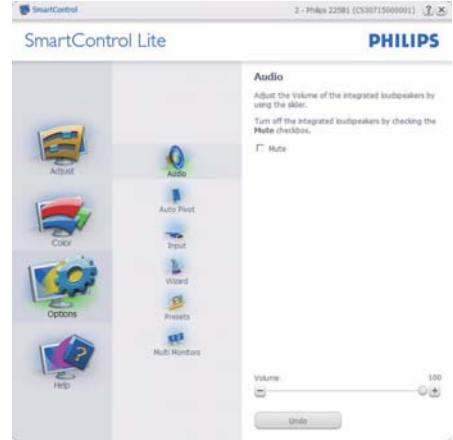 SmartControl
2 - Philips 225B1 (CS30715000001)
SmartControl Lite
PHILIPS
Adjust
Color
Options
Help
Audio
Auto Pivot
Input
Wizard
Presets
Multi Monitors
Audio
Adjust the Volume of the integrated loudspeakers by
using the slider.
Turn off the integrated loudspeakers by checking the
Mute checkbox.
Mute
Volume
100
Undo